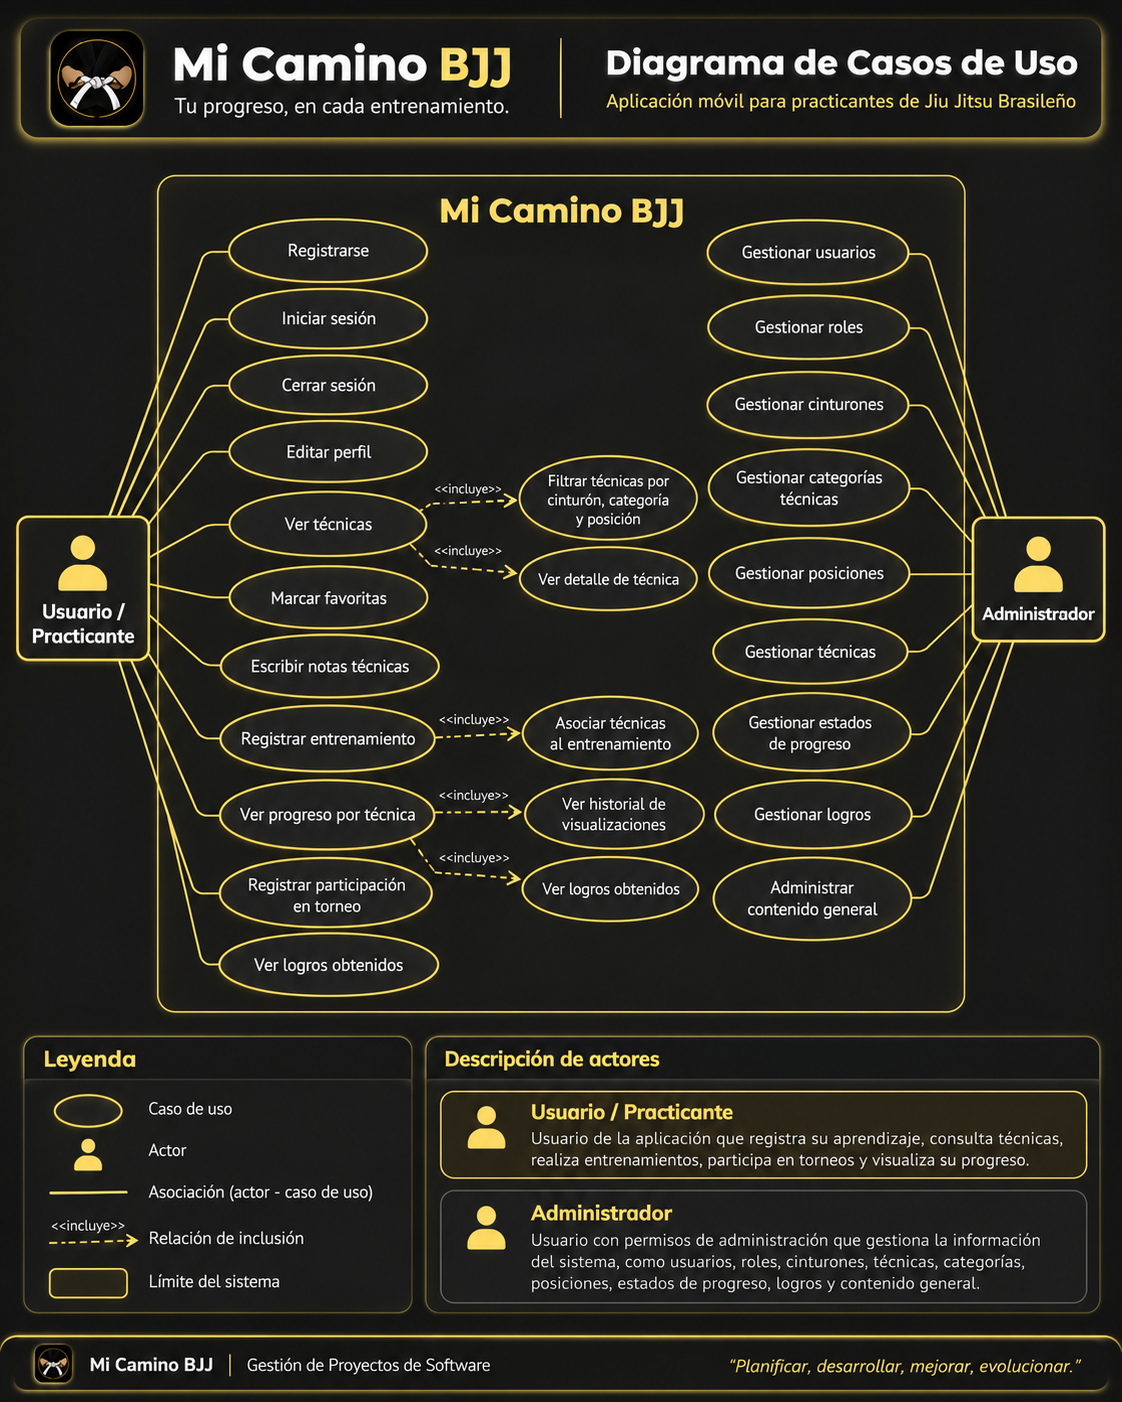 Mi Camino BJJ
Tu progreso, en cada entrenamiento.
Diagrama de Casos de Uso
Aplicación móvil para practicantes de Jiu Jitsu Brasileño
Mi Camino BJJ
Usuario /
Practicante
Registrarse
Iniciar sesión
Cerrar sesión
Editar perfil
Ver técnicas
Marcar favoritas
Escribir notas técnicas
Registrar entrenamiento
Ver progreso por técnica
Registrar participación
en torneo
Ver logros obtenidos
<<incluye>>
Filtrar técnicas por
cinturón, categoría
y posición
<<incluye>>
Ver detalle de técnica
<<incluye>>
Asociar técnicas
al entrenamiento
<<incluye>>
Ver historial de
visualizaciones
<<incluye>>
Ver logros obtenidos
Gestionar usuarios
Gestionar roles
Gestionar cinturones
Gestionar categorías
técnicas
Gestionar posiciones
Gestionar técnicas
Gestionar estados
de progreso
Gestionar logros
Administrar
contenido general
Administrador
Leyenda
Caso de uso
Actor
Asociación (actor - caso de uso)
<<incluye>>
Relación de inclusión
Límite del sistema
Descripción de actores
Usuario / Practicante
Usuario de la aplicación que registra su aprendizaje, consulta técnicas,
realiza entrenamientos, participa en torneos y visualiza su progreso.
Administrador
Usuario con permisos de administración que gestiona la información
del sistema, como usuarios, roles, cinturones, técnicas, categorías,
posiciones, estados de progreso, logros y contenido general.
Mi Camino BJJ
Gestión de Proyectos de Software
"Planificar, desarrollar, mejorar, evolucionar."